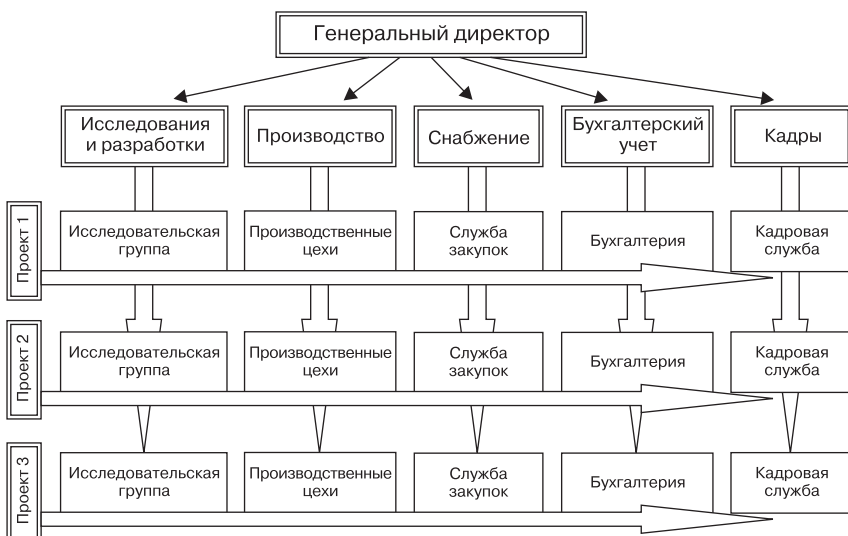 Генеральный директор
Исследования
и разработки
Производство
Снабжение
Бухгалтерский
учет
Кадры
Проект 1
Исследовательская
группа
Производственные
цехи
Служба
закупок
Бухгалтерия
Кадровая
служба
Проект 2
Исследовательская
группа
Производственные
цехи
Служба
закупок
Бухгалтерия
Кадровая
служба
Проект 3
Исследовательская
группа
Производственные
цехи
Служба
закупок
Бухгалтерия
Кадровая
служба